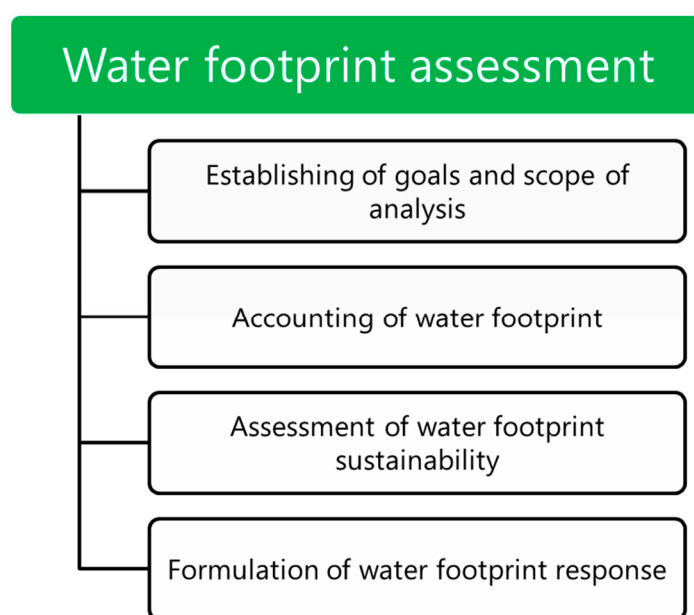 Water footprint assessment
Establishing of goals and scope of
analysis
Accounting of water footprint
Assessment of water footprint
sustainability
Formulation of water footprint response